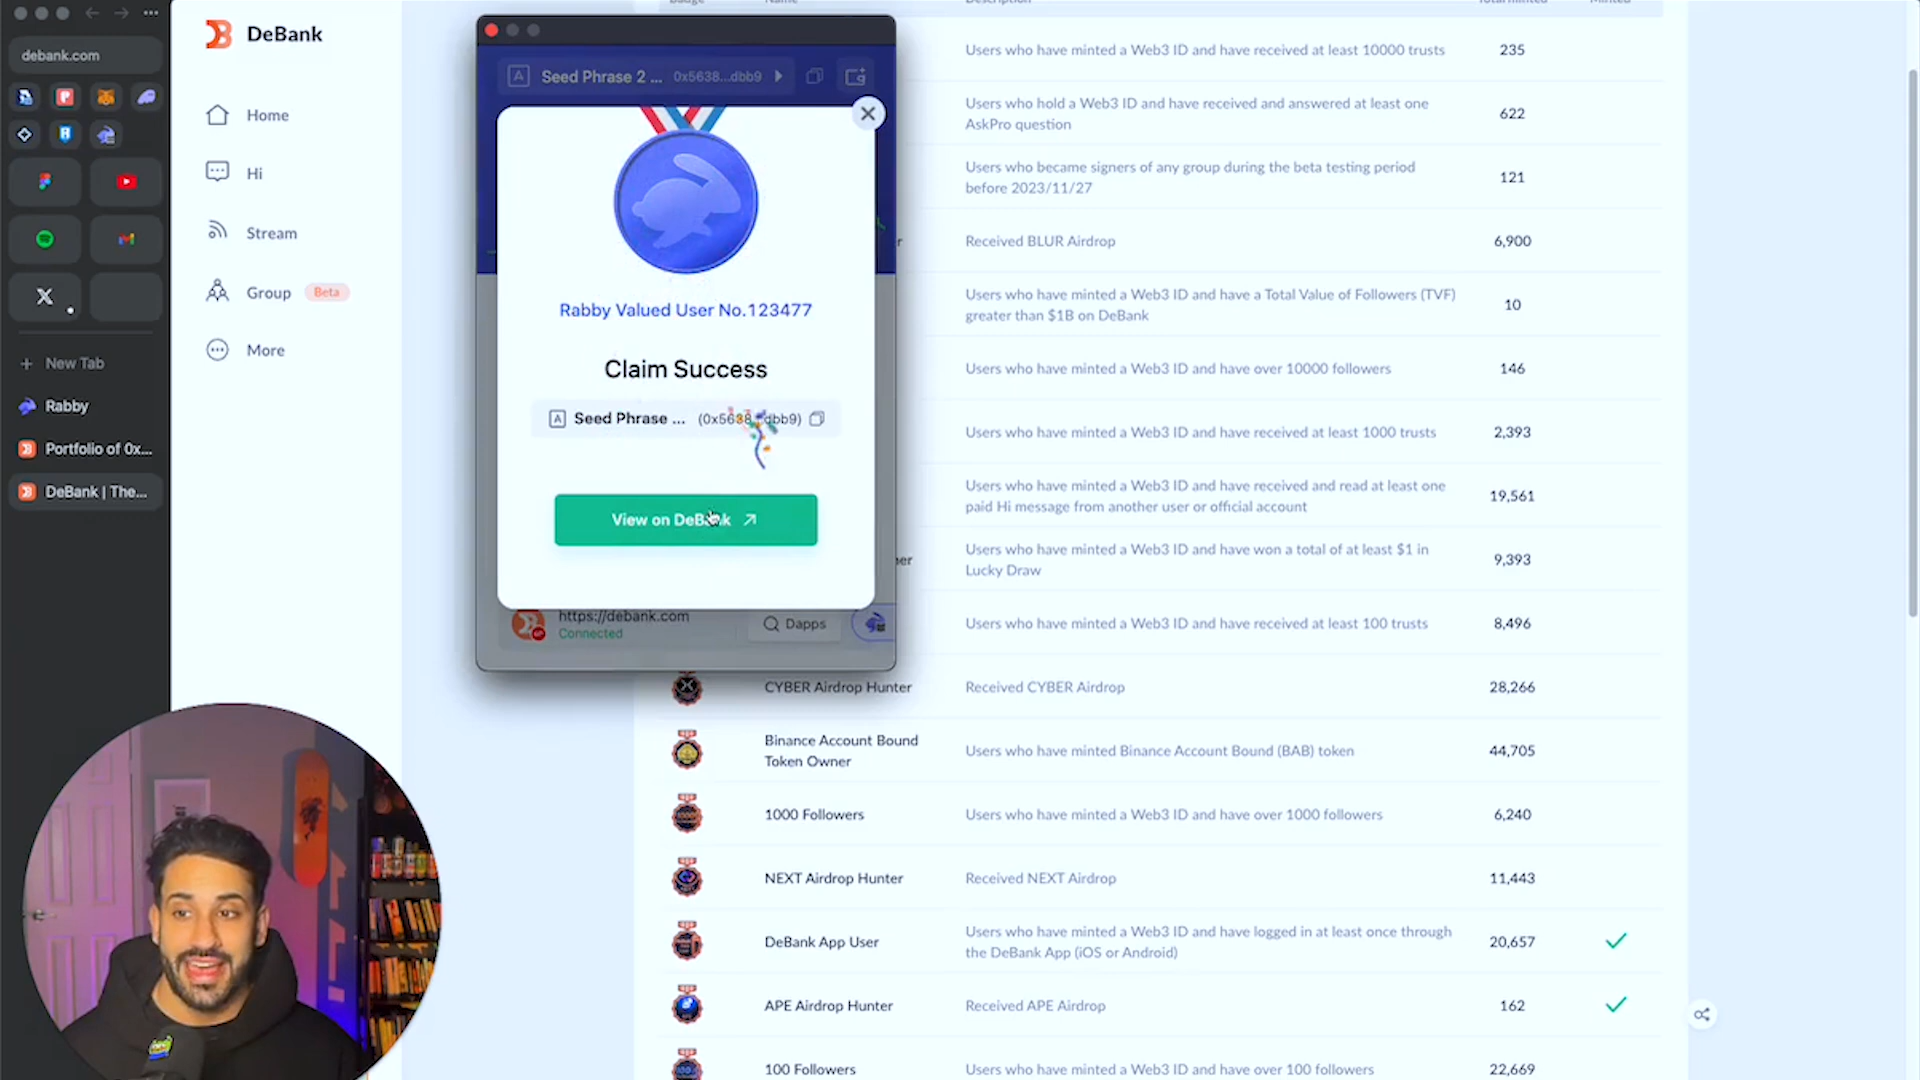 debank.com
New Tab
Rabby
Portfolio of 0x...
DeBank | The...
DeBank
Home
Hi
Stream
Group Beta
More
Seed Phrase 2 ... 0x5638...dbb9
Rabby Valued User No.123477
Claim Success
Seed Phrase ... (0x5638...dbb9)
View on DeBank
https://debank.com
Connected
Dapps
Description
Users who have minted a Web3 ID and have received at least 10000 trusts 235
Users who hold a Web3 ID and have received and answered at least one
AskPro question
622
Users who became signers of any group during the beta testing period
before 2023/11/27
121
Received BLUR Airdrop 6,900
Users who have minted a Web3 ID and have a Total Value of Followers (TVF)
greater than $1B on DeBank
10
Users who have minted a Web3 ID and have over 10000 followers 146
Users who have minted a Web3 ID and have received at least 1000 trusts 2,393
Users who have minted a Web3 ID and have received and read at least one
paid Hi message from another user or official account
19,561
Users who have minted a Web3 ID and have won a total of at least $1 in
Lucky Draw
9,393
Users who have minted a Web3 ID and have received at least 100 trusts 8,496
CYBER Airdrop Hunter Received CYBER Airdrop 28,266
Binance Account Bound
Token Owner
Users who have minted Binance Account Bound (BAB) token 44,705
1000 Followers Users who have minted a Web3 ID and have over 1000 followers 6,240
NEXT Airdrop Hunter Received NEXT Airdrop 11,443
DeBank App User
Users who have minted a Web3 ID and have logged in at least once through
the DeBank App (iOS or Android)
20,657
APE Airdrop Hunter Received APE Airdrop 162
100 Followers Users who have minted a Web3 ID and have over 100 followers 22,669